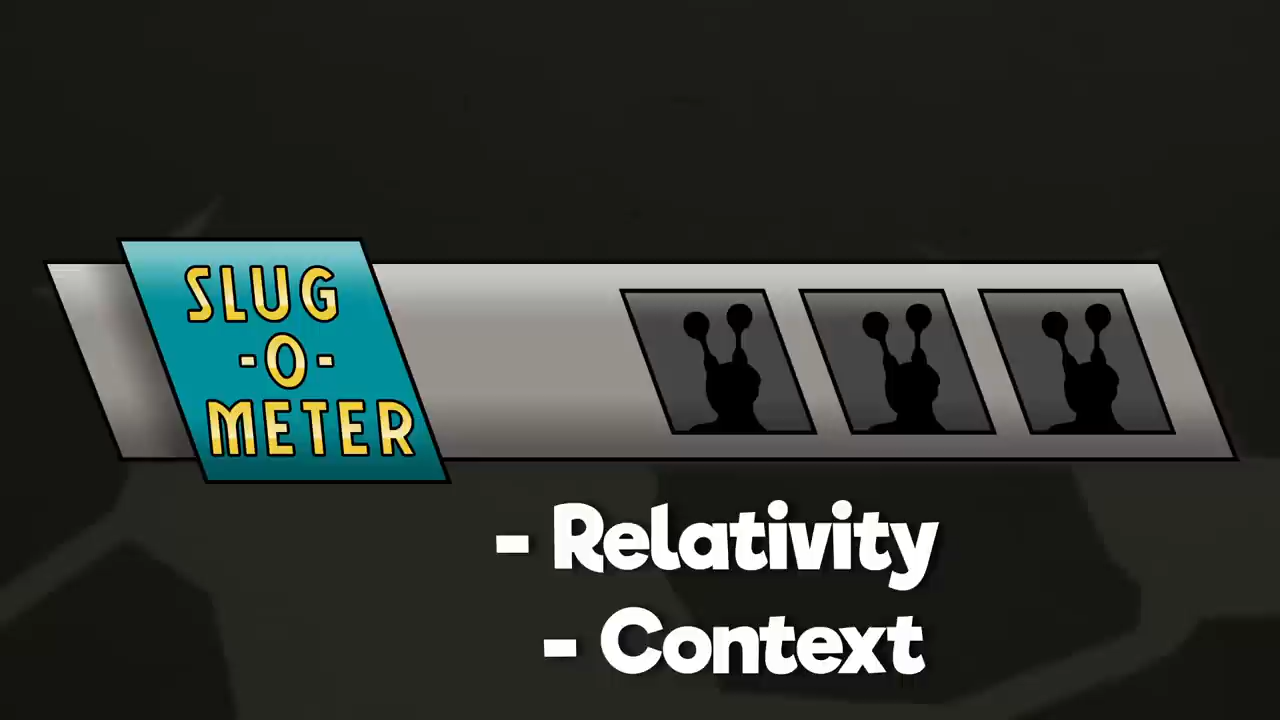 SLUG
-O-
METER
- Relativity
- Context